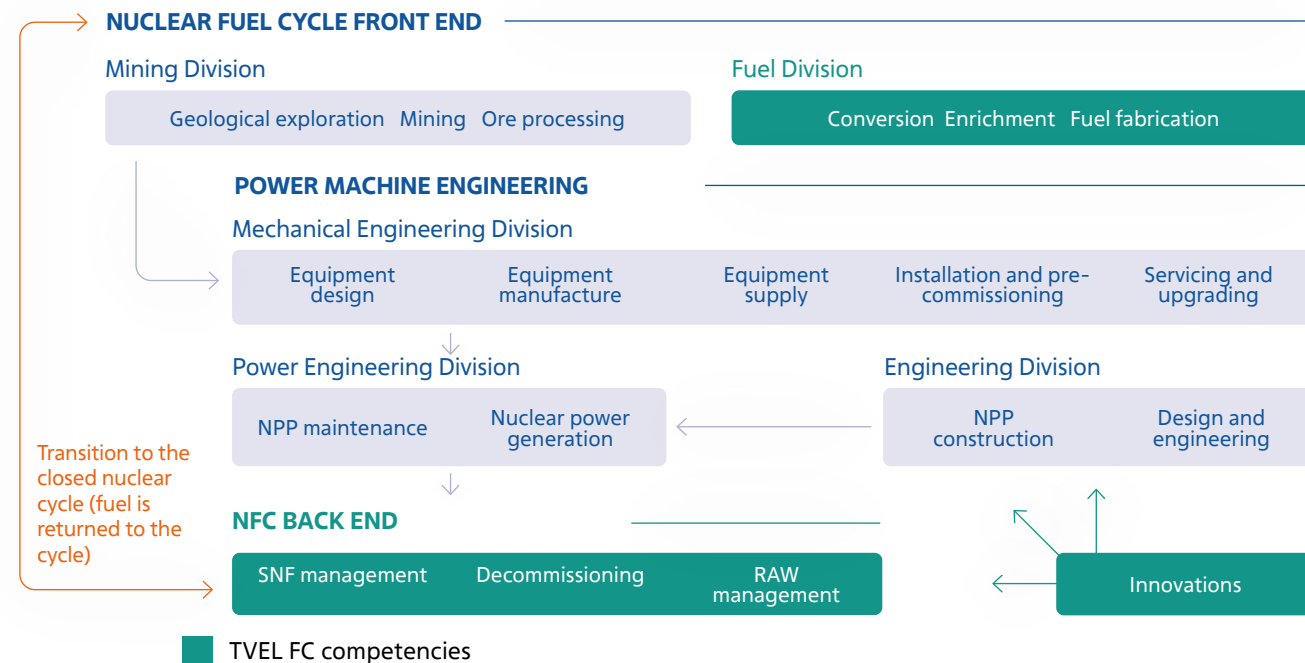 NUCLEAR FUEL CYCLE FRONT END
Mining Division
Fuel Division
Geological exploration Mining Ore processing
Conversion Enrichment Fuel fabrication
POWER MACHINE ENGINEERING
Mechanical Engineering Division
Equipment
design
Equipment
manufacture
Equipment
supply
Installation and pre-
commissioning
Servicing and
upgrading
Power Engineering Division
Engineering Division
NPP maintenance
Nuclear power
generation
NPP
construction
Design and
engineering
Transition to the
closed nuclear
cycle (fuel is
returned to the
cycle)
NFC BACK END
SNF management
Decommissioning
RAW
management
Innovations
TVEL FC competencies